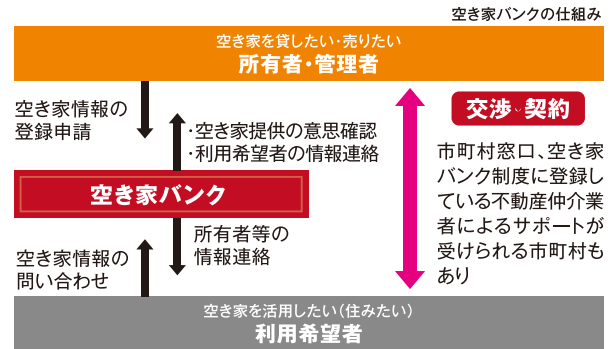 空き家バンクの仕組み
空き家を貸したい・売りたい
所有者・管理者
空き家情報の
登録申請
・空き家提供の意思確認
・利用希望者の情報連絡
空き家バンク
空き家情報の
問い合わせ
所有者等の
情報連絡
交渉・契約
市町村窓口、空き家
バンク制度に登録し
ている不動産仲介業
者によるサポートが
受けられる市町村も
あり
空き家を活用したい(住みたい)
利用希望者